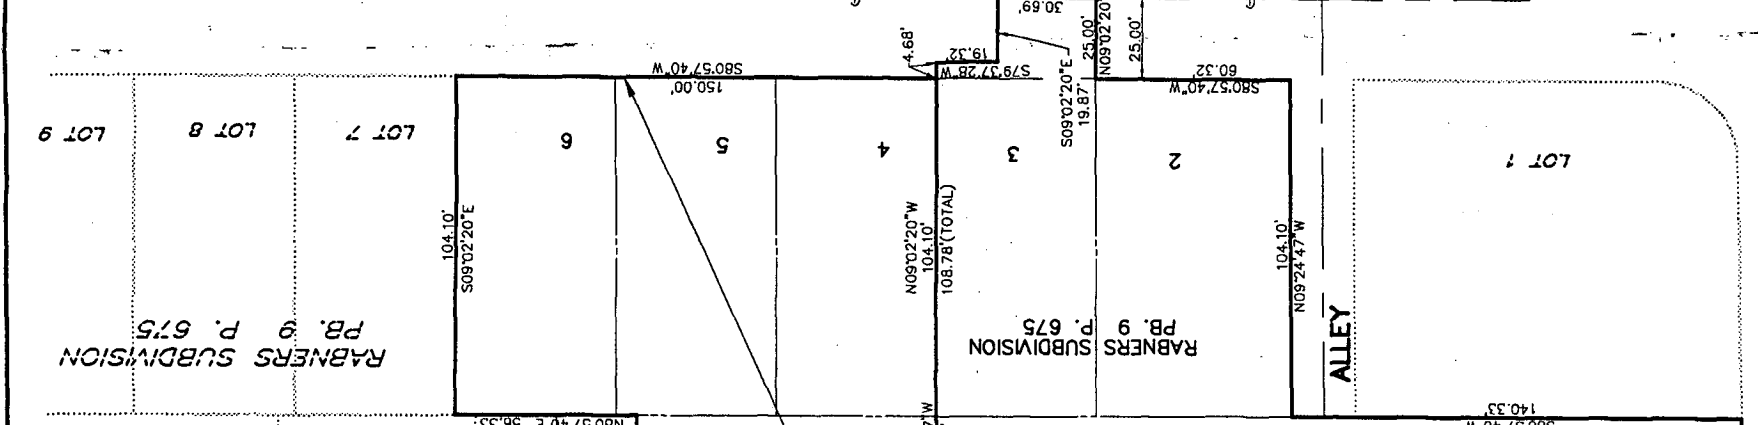 30.69'
4.68'
19.32'
S79°37'28"W
25.00'
N09°02'20"
25.00'
S80°57'40"W
150.00'
S09°02'20"E
19.87'
60.32'
S80°57'40"W
LOT 9
LOT 8
LOT 7
6
5
4
3
2
LOT 1
104.10'
S09°02'20"E
N09°02'20"W
104.10'
108.78'(TOTAL)
104.10'
N09°24'47"W
RABNERS SUBDIVISION
PB. 9 P. 675
RABNERS SUBDIVISION
PB. 9 P. 675
ALLEY
140.33'